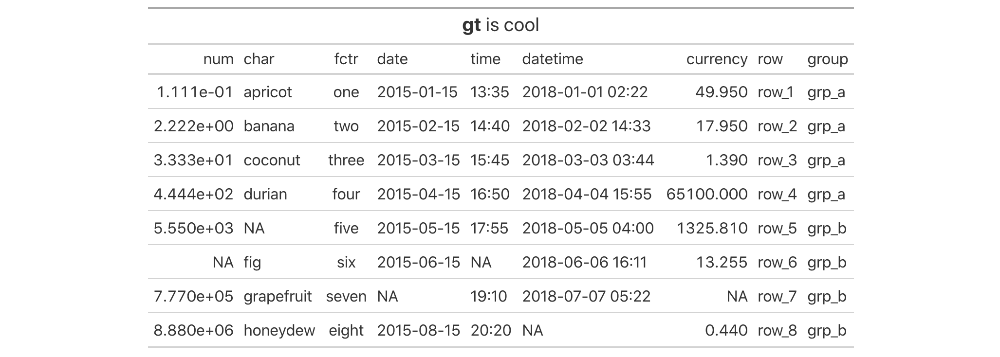 gt is cool
num char fctr date time datetime currency row group
1.111e-01 apricot one 2015-01-15 13:35 2018-01-01 02:22 49.950 row_1 grp_a
2.222e+00 banana two 2015-02-15 14:40 2018-02-02 14:33 17.950 row_2 grp_a
3.333e+01 coconut three 2015-03-15 15:45 2018-03-03 03:44 1.390 row_3 grp_a
4.444e+02 durian four 2015-04-15 16:50 2018-04-04 15:55 65100.000 row_4 grp_a
5.550e+03 NA five 2015-05-15 17:55 2018-05-05 04:00 1325.810 row_5 grp_b
NA fig six 2015-06-15 NA 2018-06-06 16:11 13.255 row_6 grp_b
7.770e+05 grapefruit seven NA 19:10 2018-07-07 05:22 NA row_7 grp_b
8.880e+06 honeydew eight 2015-08-15 20:20 NA 0.440 row_8 grp_b